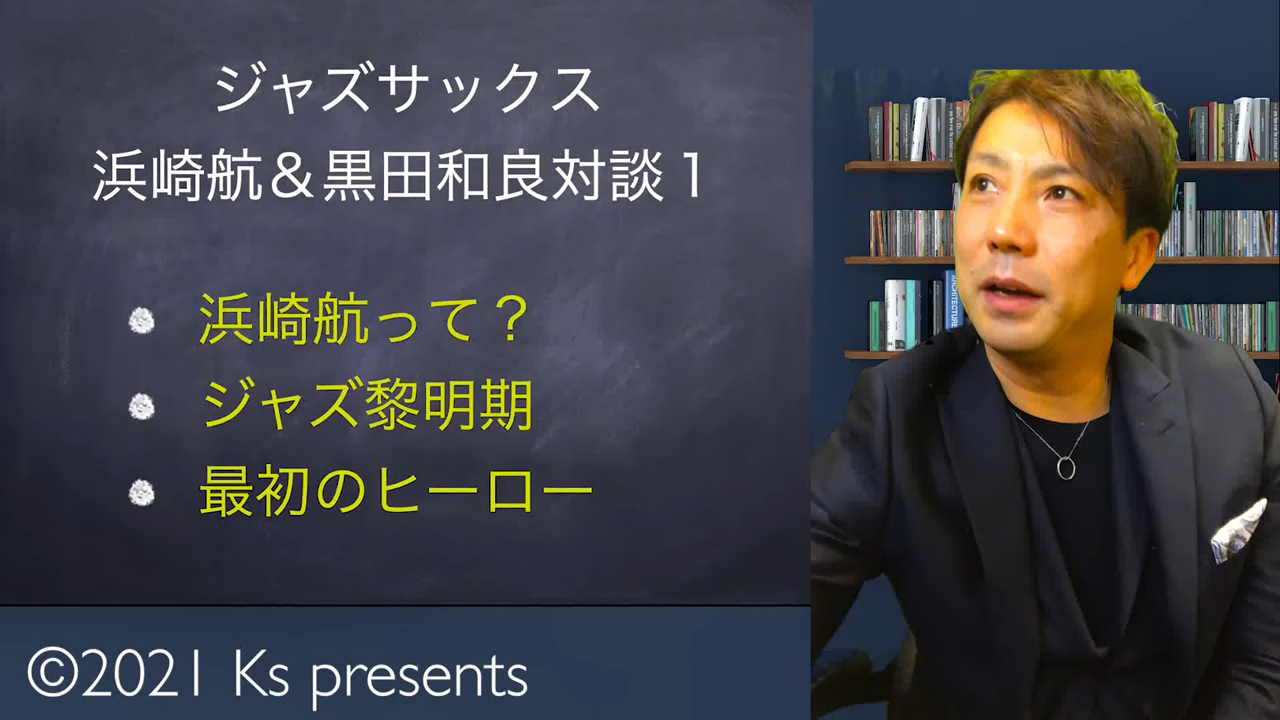 ジャズサックス
浜崎航＆黒田和良対談１
浜崎航って？
ジャズ黎明期
最初のヒーロー
©2021 Ks presents
ARCHITECTURE